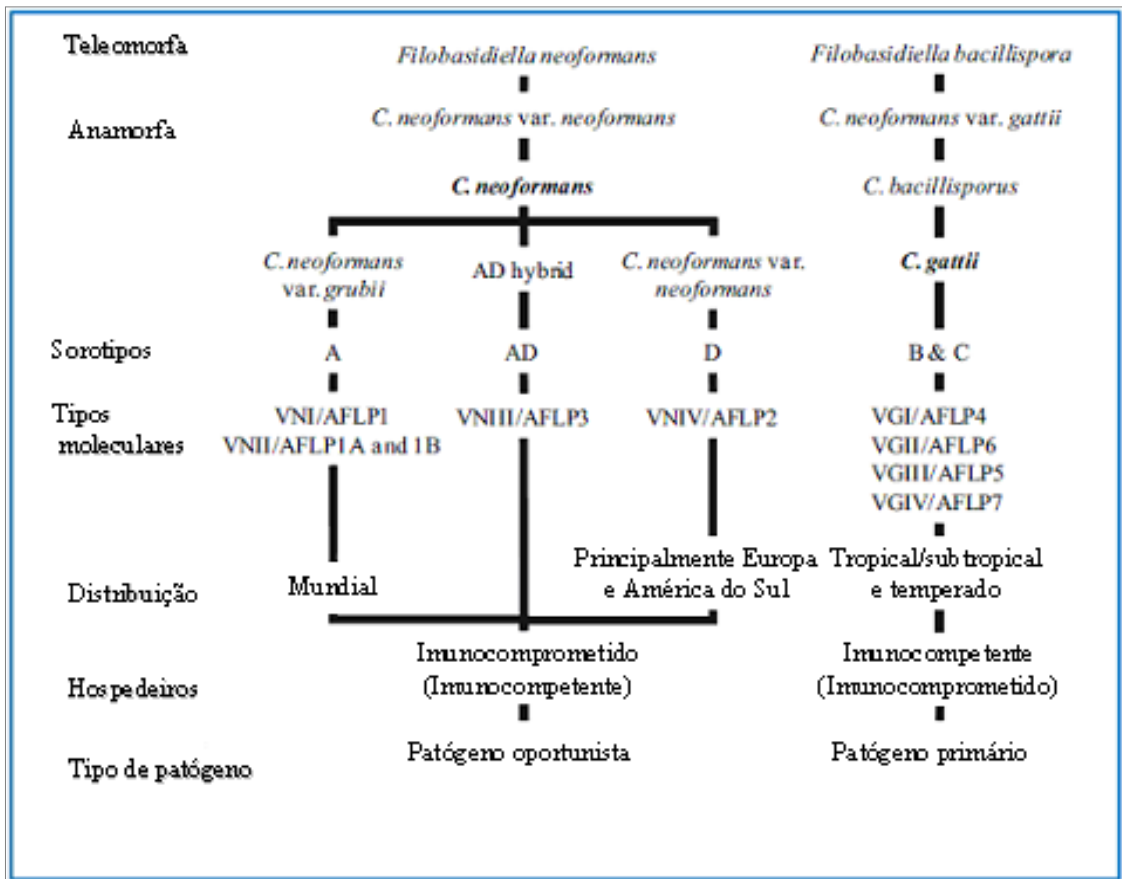 Teleomorfa
Filobasidiella neoformans
Filobasidiella bacillispora
Anamorfa
C. neoformans var. neoformans
C. neoformans var. gattii
C. neoformans
C. bacillisporus
C. neoformans
var. grubii
AD hybrid
C. neoformans var.
neoformans
C. gattii
Sorotipos
A
AD
D
B & C
Tipos
moleculares
VNI/AFLP1
VNII/AFLP1A and 1B
VNIII/AFLP3
VNIV/AFLP2
VGI/AFLP4
VGII/AFLP6
VGIII/AFLP5
VGIV/AFLP7
Distribuição
Mundial
Principalmente Europa
e América do Sul
Tropical/subtropical
e temperado
Hospedeiros
Imunocomprometido
(Imunocompetente)
Imunocompetente
(Imunocomprometido)
Tipo de patógeno
Patógeno oportunista
Patógeno primário